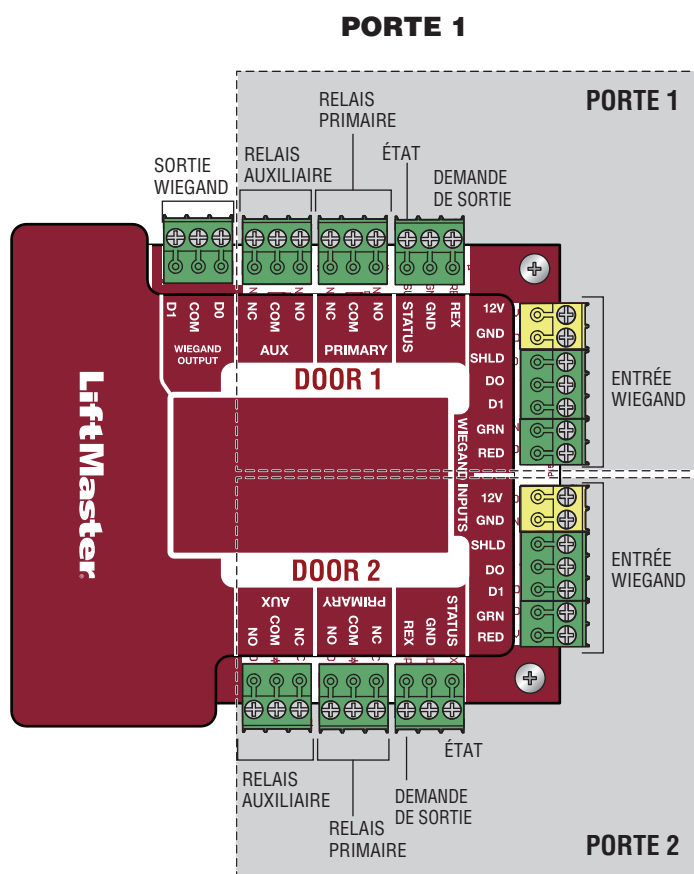 PORTE 1
PORTE 1
RELAIS
PRIMAIRE
RELAIS
AUXILIAIRE
ÉTAT
SORTIE
WIEGAND
DEMANDE
DE SORTIE
D1
COM
D0
WIEGAND
OUTPUT
NC
COM
NO
AUX
NC
COM
NO
PRIMARY
STATUS
GND
REX
12V
GND
SHLD
DO
D1
GRN
RED
ENTRÉE
WIEGAND
DOOR 1
LiftMaster
WIEGAND INPUTS
DOOR 2
12V
GND
SHLD
DO
D1
GRN
RED
ENTRÉE
WIEGAND
AUX
NO
COM
NC
PRIMARY
NO
COM
NC
REX
GND
STATUS
ÉTAT
RELAIS
AUXILIAIRE
DEMANDE
DE SORTIE
RELAIS
PRIMAIRE
PORTE 2